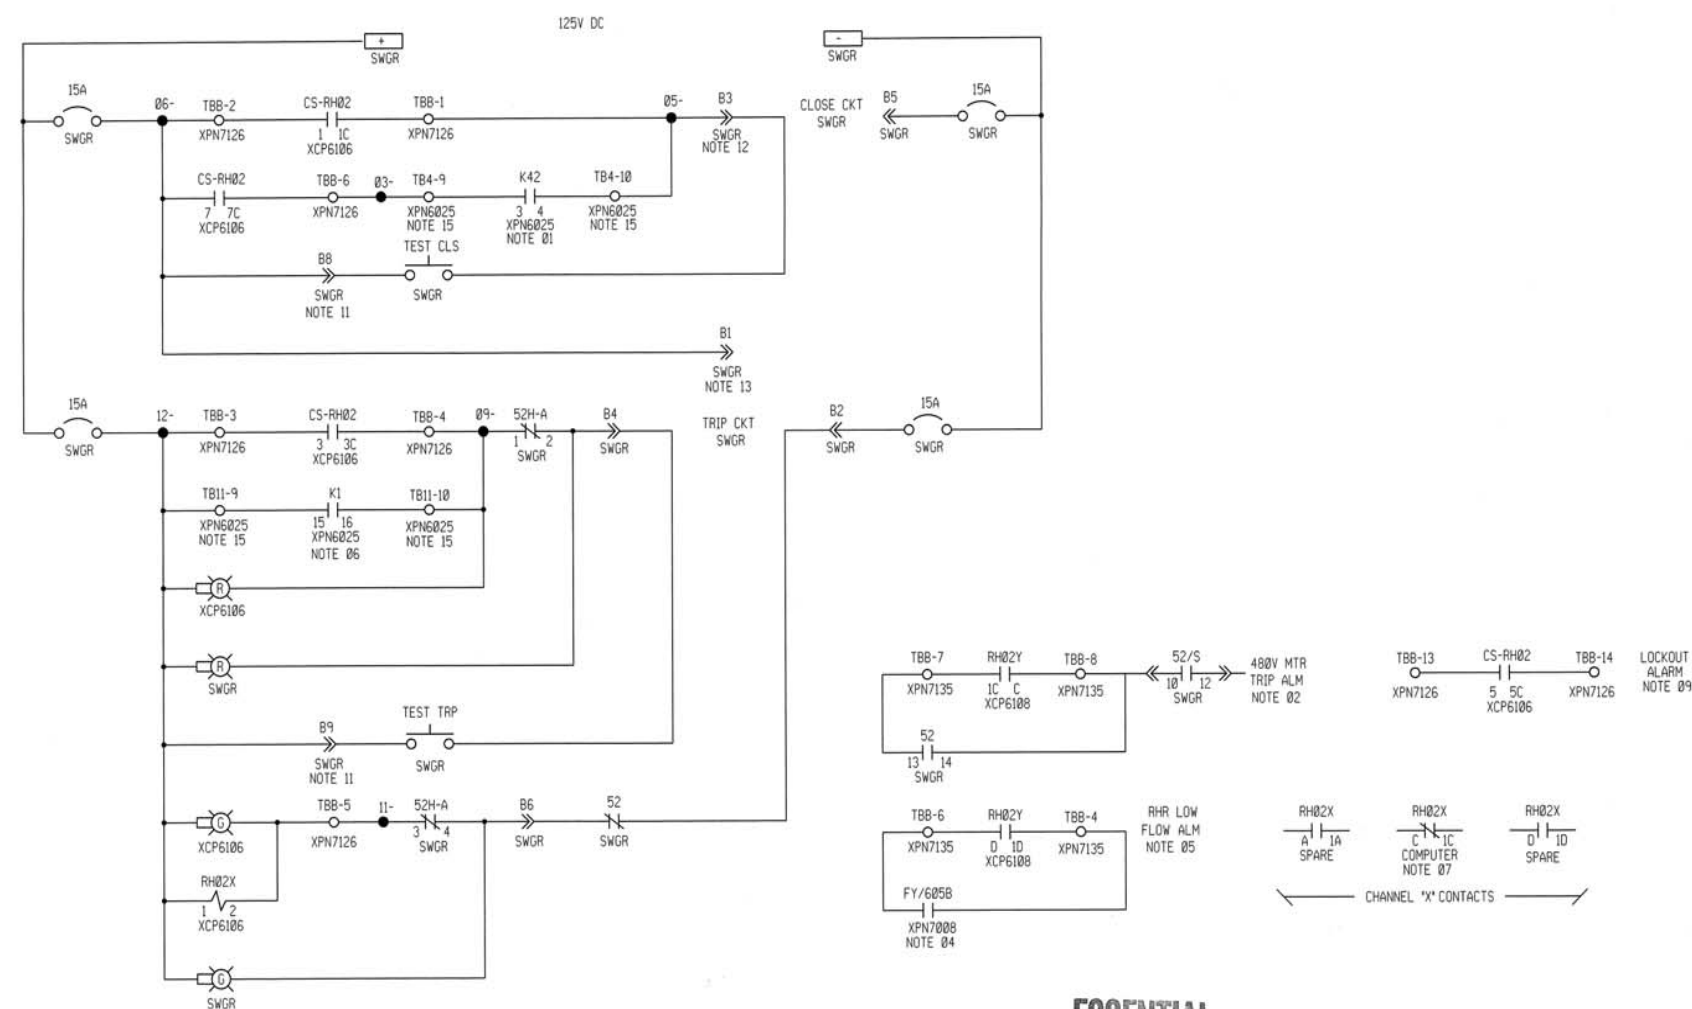 125V DC
+
SWGR
-
SWGR
15A
SWGR
06-
TBB-2
XPN7126
CS-RH02
1 1C
XCP6106
TBB-1
XPN7126
05-
B3
SWGR
NOTE 12
CLOSE CKT
SWGR
B5
SWGR
15A
SWGR
CS-RH02
7 7C
XCP6106
TBB-6
XPN7126
03-
TB4-9
XPN6025
NOTE 15
K42
3 4
XPN6025
NOTE 01
TB4-10
XPN6025
NOTE 15
B8
SWGR
NOTE 11
TEST CLS
SWGR
B1
SWGR
NOTE 13
15A
SWGR
12-
TBB-3
XPN7126
CS-RH02
3 3C
XCP6106
TBB-4
XPN7126
09-
52H-A
1 2
SWGR
B4
SWGR
TRIP CKT
SWGR
B2
SWGR
15A
SWGR
TB11-9
XPN6025
NOTE 15
K1
15 16
XPN6025
NOTE 06
TB11-10
XPN6025
NOTE 15
R
XCP6106
R
SWGR
B9
SWGR
NOTE 11
TEST TRP
SWGR
G
XCP6106
TBB-5
XPN7126
11-
52H-A
3 4
SWGR
B6
SWGR
52
SWGR
RH02X
1 2
XCP6106
G
SWGR
TBB-7
XPN7135
RH02Y
1C C
XCP6108
TBB-8
XPN7135
52/S
10 12
SWGR
480V MTR
TRIP ALM
NOTE 02
52
13 14
SWGR
TBB-13
XPN7126
CS-RH02
5 5C
XCP6106
TBB-14
XPN7126
LOCKOUT
ALARM
NOTE 09
TBB-6
XPN7135
RH02Y
D 1D
XCP6108
TBB-4
XPN7135
RHR LOW
FLOW ALM
NOTE 05
FY/605B
XPN7008
NOTE 04
RH02X
A 1A
SPARE
RH02X
C 1C
COMPUTER
NOTE 07
RH02X
D 1D
SPARE
CHANNEL "X" CONTACTS